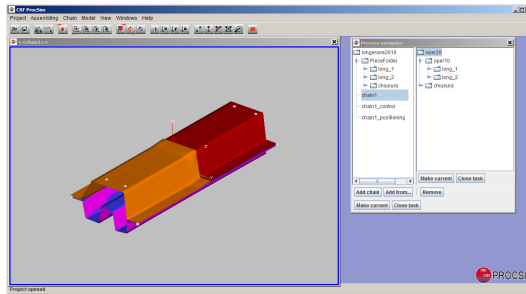 CRF ProcSim
Project Assembling Chain Model View Windows Help
<<chain1>>
Process navigator
longerone2010
PieceFolder
long_1
long_2
chiusura
chain1
chain1_control
chain1_positioning
oper20
oper10
long_1
long_2
chiusura
Make current Close task
Add chain Add from... Remove
Make current Close task
PROCS
Project opened